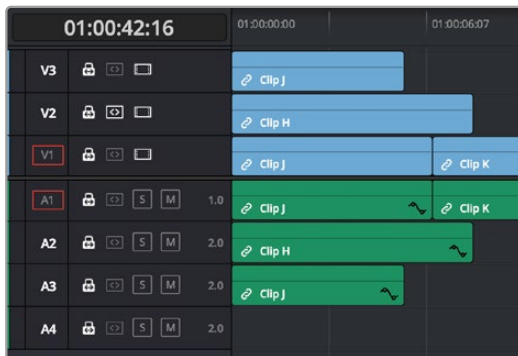 01:00:42:16 01:00:00:00 01:00:06:07
V3 Clip J
V2 Clip H
V1 Clip J Clip K
A1 S M 1.0 Clip J Clip K
A2 S M 2.0 Clip H
A3 S M 2.0 Clip J
A4 S M 2.0